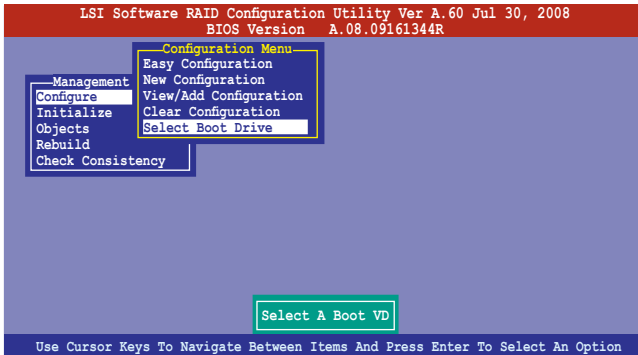 LSI Software RAID Configuration Utility Ver A.60 Jul 30, 2008
BIOS Version A.08.09161344R
Configuration Menu
Easy Configuration
New Configuration
View/Add Configuration
Clear Configuration
Select Boot Drive
Management
Configure
Initialize
Objects
Rebuild
Check Consistency
Select A Boot VD
Use Cursor Keys To Navigate Between Items And Press Enter To Select An Option